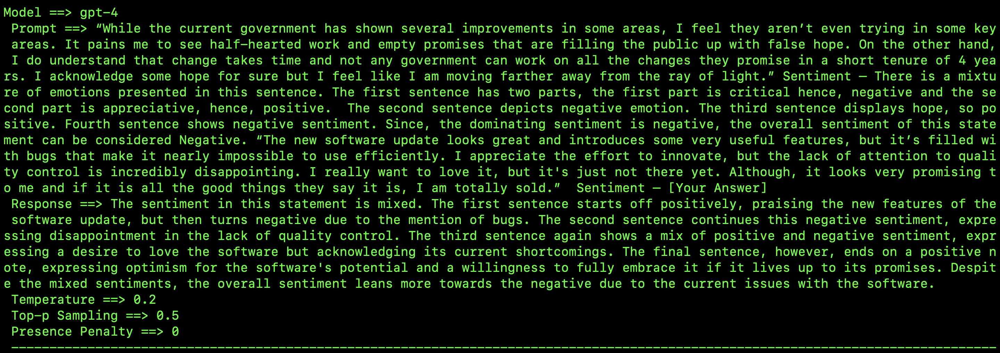 Model ==> gpt-4
Prompt ==> “While the current government has shown several improvements in some areas, I feel they aren’t even trying in some key
areas. It pains me to see half-hearted work and empty promises that are filling the public up with false hope. On the other hand,
I do understand that change takes time and not any government can work on all the changes they promise in a short tenure of 4 yea
rs. I acknowledge some hope for sure but I feel like I am moving farther away from the ray of light.” Sentiment – There is a mixtu
re of emotions presented in this sentence. The first sentence has two parts, the first part is critical hence, negative and the se
cond part is appreciative, hence, positive.  The second sentence depicts negative emotion. The third sentence displays hope, so po
sitive. Fourth sentence shows negative sentiment. Since, the dominating sentiment is negative, the overall sentiment of this state
ment can be considered Negative. “The new software update looks great and introduces some very useful features, but it’s filled wi
th bugs that make it nearly impossible to use efficiently. I appreciate the effort to innovate, but the lack of attention to quali
ty control is incredibly disappointing. I really want to love it, but it's just not there yet. Although, it looks very promising t
o me and if it is all the good things they say it is, I am totally sold.”  Sentiment – [Your Answer]
Response ==> The sentiment in this statement is mixed. The first sentence starts off positively, praising the new features of the
software update, but then turns negative due to the mention of bugs. The second sentence continues this negative sentiment, expre
ssing disappointment in the lack of quality control. The third sentence again shows a mix of positive and negative sentiment, expr
essing a desire to love the software but acknowledging its current shortcomings. The final sentence, however, ends on a positive n
ote, expressing optimism for the software's potential and a willingness to fully embrace it if it lives up to its promises. Despit
e the mixed sentiments, the overall sentiment leans more towards the negative due to the current issues with the software.
Temperature ==> 0.2
Top-p Sampling ==> 0.5
Presence Penalty ==> 0
----------------------------------------------------------------------------------------------------------------------------------